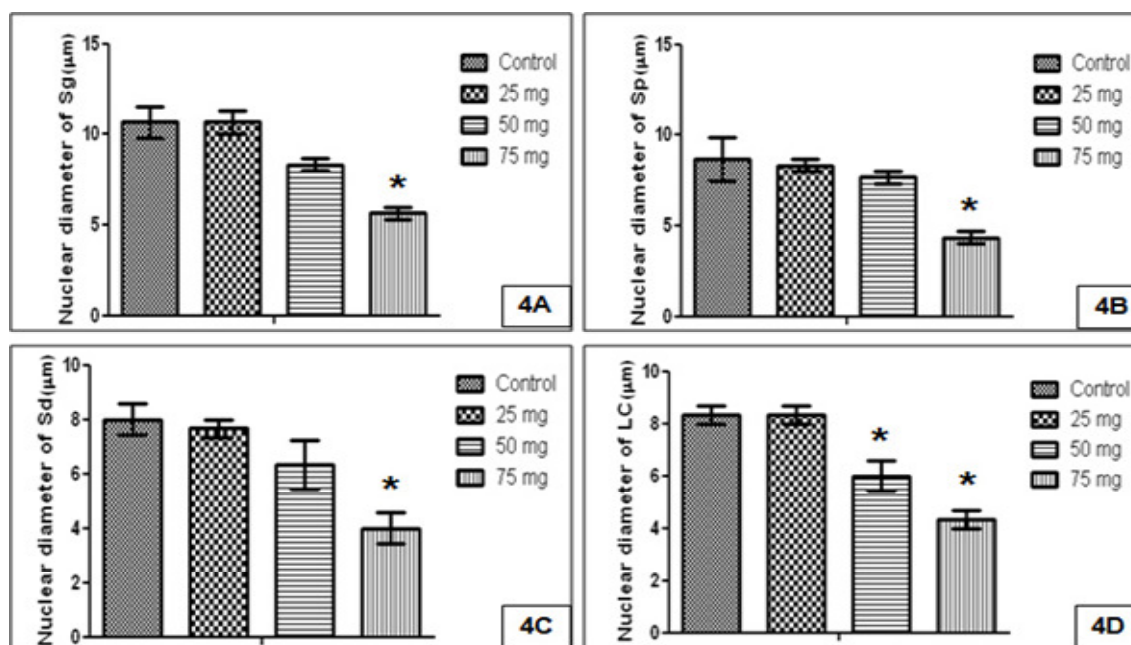 Nuclear diameter of Sg(µm)
15
10
5
0
*
Control
25 mg
50 mg
75 mg
4A
Nuclear diameter of Sp(µm)
15
10
5
0
*
Control
25 mg
50 mg
75 mg
4B
Nuclear diameter of Sd(µm)
10
8
6
4
2
0
*
Control
25 mg
50 mg
75 mg
4C
Nuclear diameter of LC(µm)
10
8
6
4
2
0
*
*
Control
25 mg
50 mg
75 mg
4D